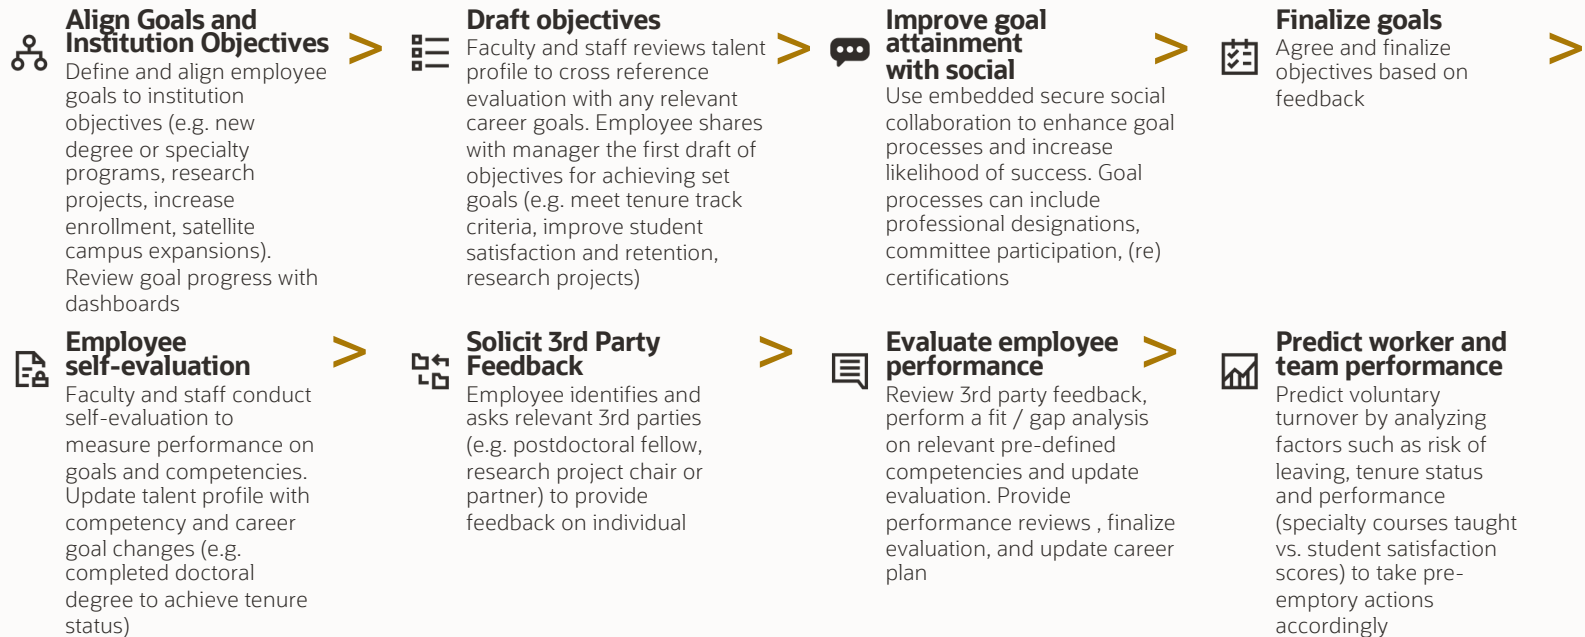 Align Goals and
Institution Objectives
Define and align employee
goals to institution
objectives (e.g. new
degree or specialty
programs, research
projects, increase
enrollment, satellite
campus expansions).
Review goal progress with
dashboards
>
Draft objectives
Faculty and staff reviews talent
profile to cross reference
evaluation with any relevant
career goals. Employee shares
with manager the first draft of
objectives for achieving set
goals (e.g. meet tenure track
criteria, improve student
satisfaction and retention,
research projects)
>
Improve goal
attainment
with social
Use embedded secure social
collaboration to enhance goal
processes and increase
likelihood of success. Goal
processes can include
professional designations,
committee participation, (re)
certifications
>
Finalize goals
Agree and finalize
objectives based on
feedback
>
Employee
self-evaluation
Faculty and staff conduct
self-evaluation to
measure performance on
goals and competencies.
Update talent profile with
competency and career
goal changes (e.g.
completed doctoral
degree to achieve tenure
status)
>
Solicit 3rd Party
Feedback
Employee identifies and
asks relevant 3rd parties
(e.g. postdoctoral fellow,
research project chair or
partner) to provide
feedback on individual
>
Evaluate employee
performance
Review 3rd party feedback,
perform a fit / gap analysis
on relevant pre-defined
competencies and update
evaluation. Provide
performance reviews , finalize
evaluation, and update career
plan
>
Predict worker and
team performance
Predict voluntary
turnover by analyzing
factors such as risk of
leaving, tenure status
and performance
(specialty courses taught
vs. student satisfaction
scores) to take pre-
emptory actions
accordingly